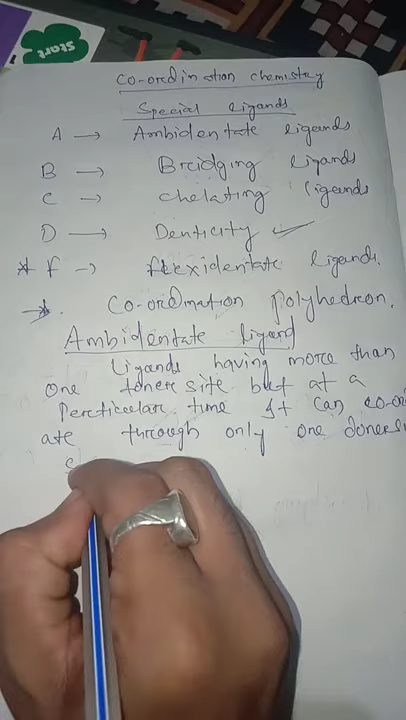 start
Co-ordination chemistry
Special ligands
A → Ambidentate ligands
B → Bridging ligands
C → chelating ligands
D → Denticity ✓
* F → flexidentate ligands.
*. Co-ordination polyhedron.
Ambidentate ligand
Ligands having more than
One doner site but at a
Perticular time It can co-or
ate through only one doner
s